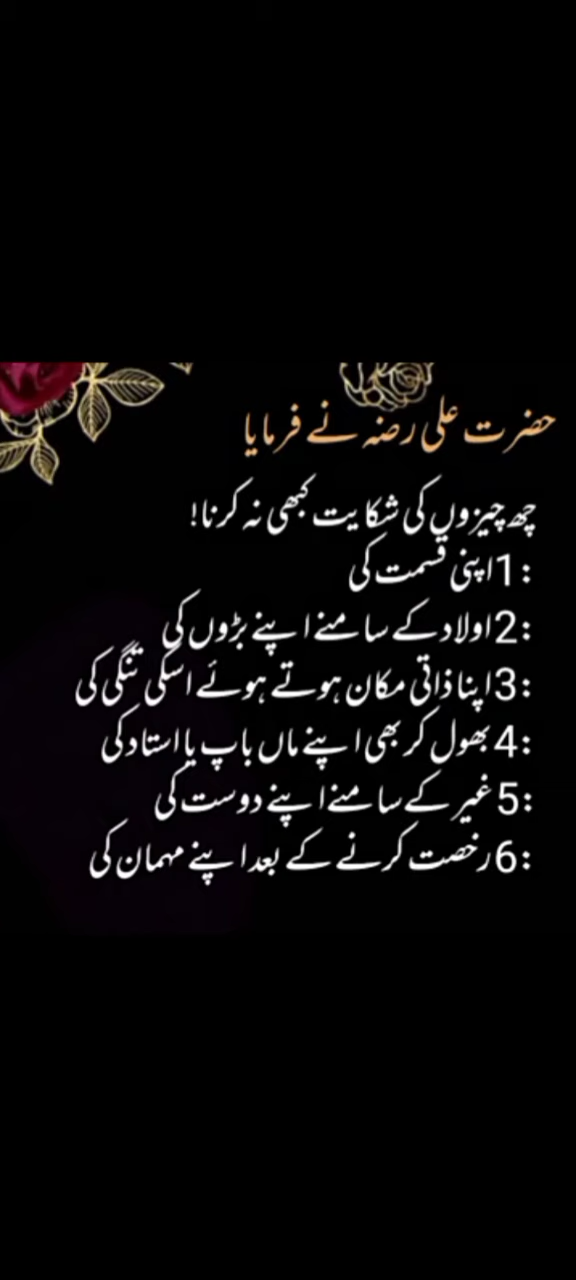 حضرت علی رضہ نے فرمایا
چھ چیزوں کی شکایت کبھی نہ کرنا!
1:اپنی قسمت کی
2:اولاد کے سامنے اپنے بڑوں کی
3:اپنا ذاتی مکان ہوتے ہوئے اسکی تنگی کی
4:بھول کر بھی اپنے ماں باپ یا استاد کی
5:غیر کے سامنے اپنے دوست کی
6:رخصت کرنے کے بعد اپنے مہمان کی